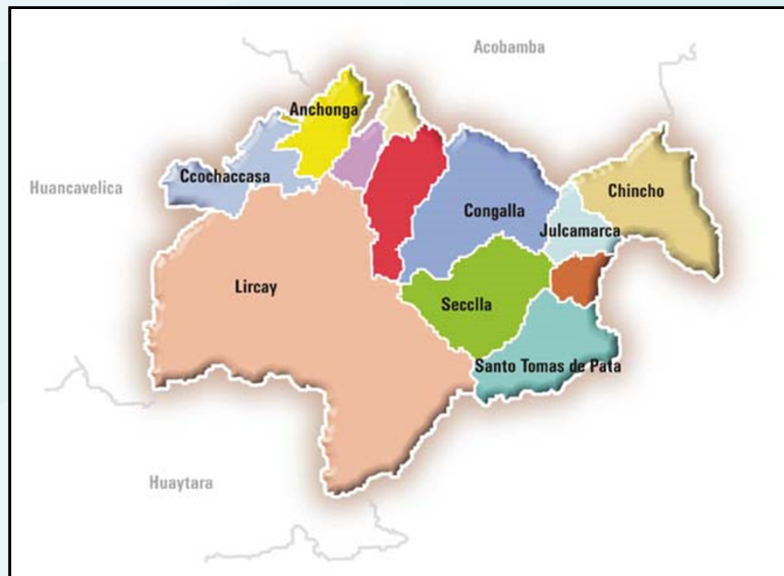 Acobamba
Anchonga
Ccochaccasa
Huancavelica
Chincho
Congalla
Julcamarca
Lircay
Secclla
Santo Tomas de Pata
Huaytara